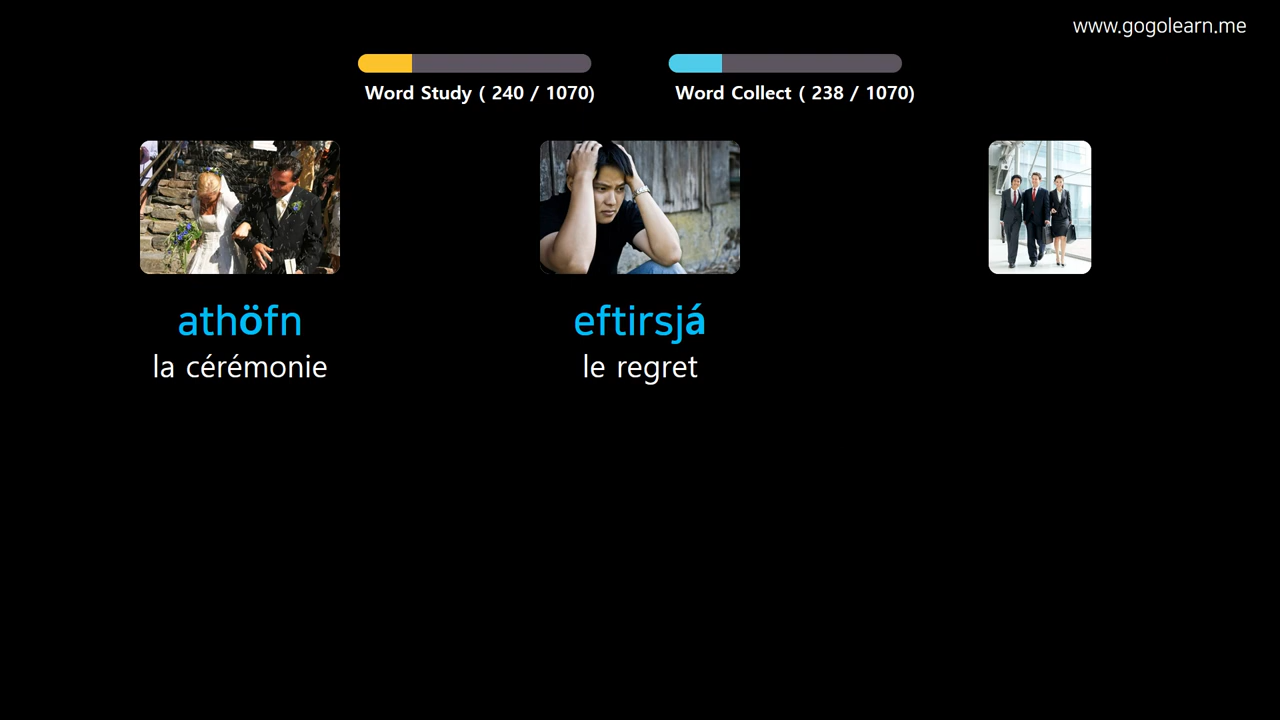 www.gogolearn.me
Word Study ( 240 / 1070)
Word Collect ( 238 / 1070)
athöfn
eftirsjá
la cérémonie
le regret